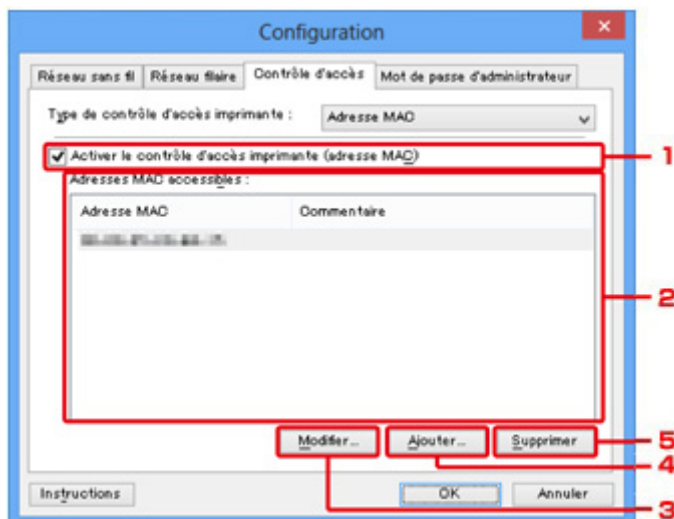 Configuration
Réseau sans fil Réseau filaire Contrôle d'accès Mot de passe d'administrateur
Type de contrôle d'accès imprimante : Adresse MAC
Activer le contrôle d'accès imprimante (adresse MAC) 1
Adresses MAC accessibles :
Adresse MAC Commentaire
2
Modifier... Ajouter... Supprimer 5
4
Instructions OK Annuler
3